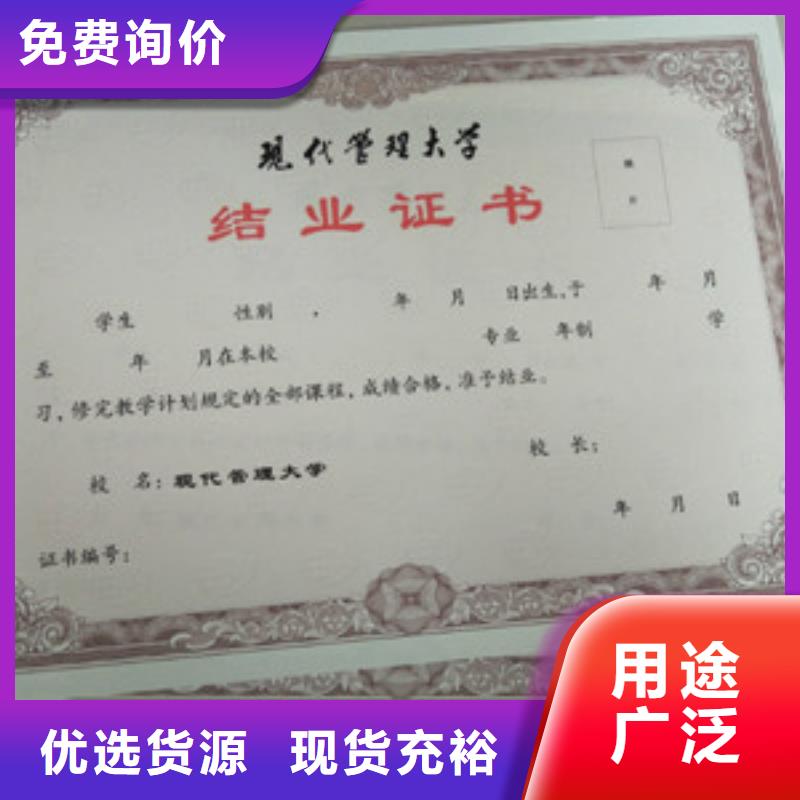 免费询价
现代管理大学
结业证书
学生 性别 , 年 月 日出生,于 年 月
至 年 月在本校 专业 年制 学
习,修完教学计划规定的全部课程,成绩合格,准予结业。
校 名:现代管理大学 校 长:
年 月 日
证书编号:
用途
广泛
优选货源 现货充裕